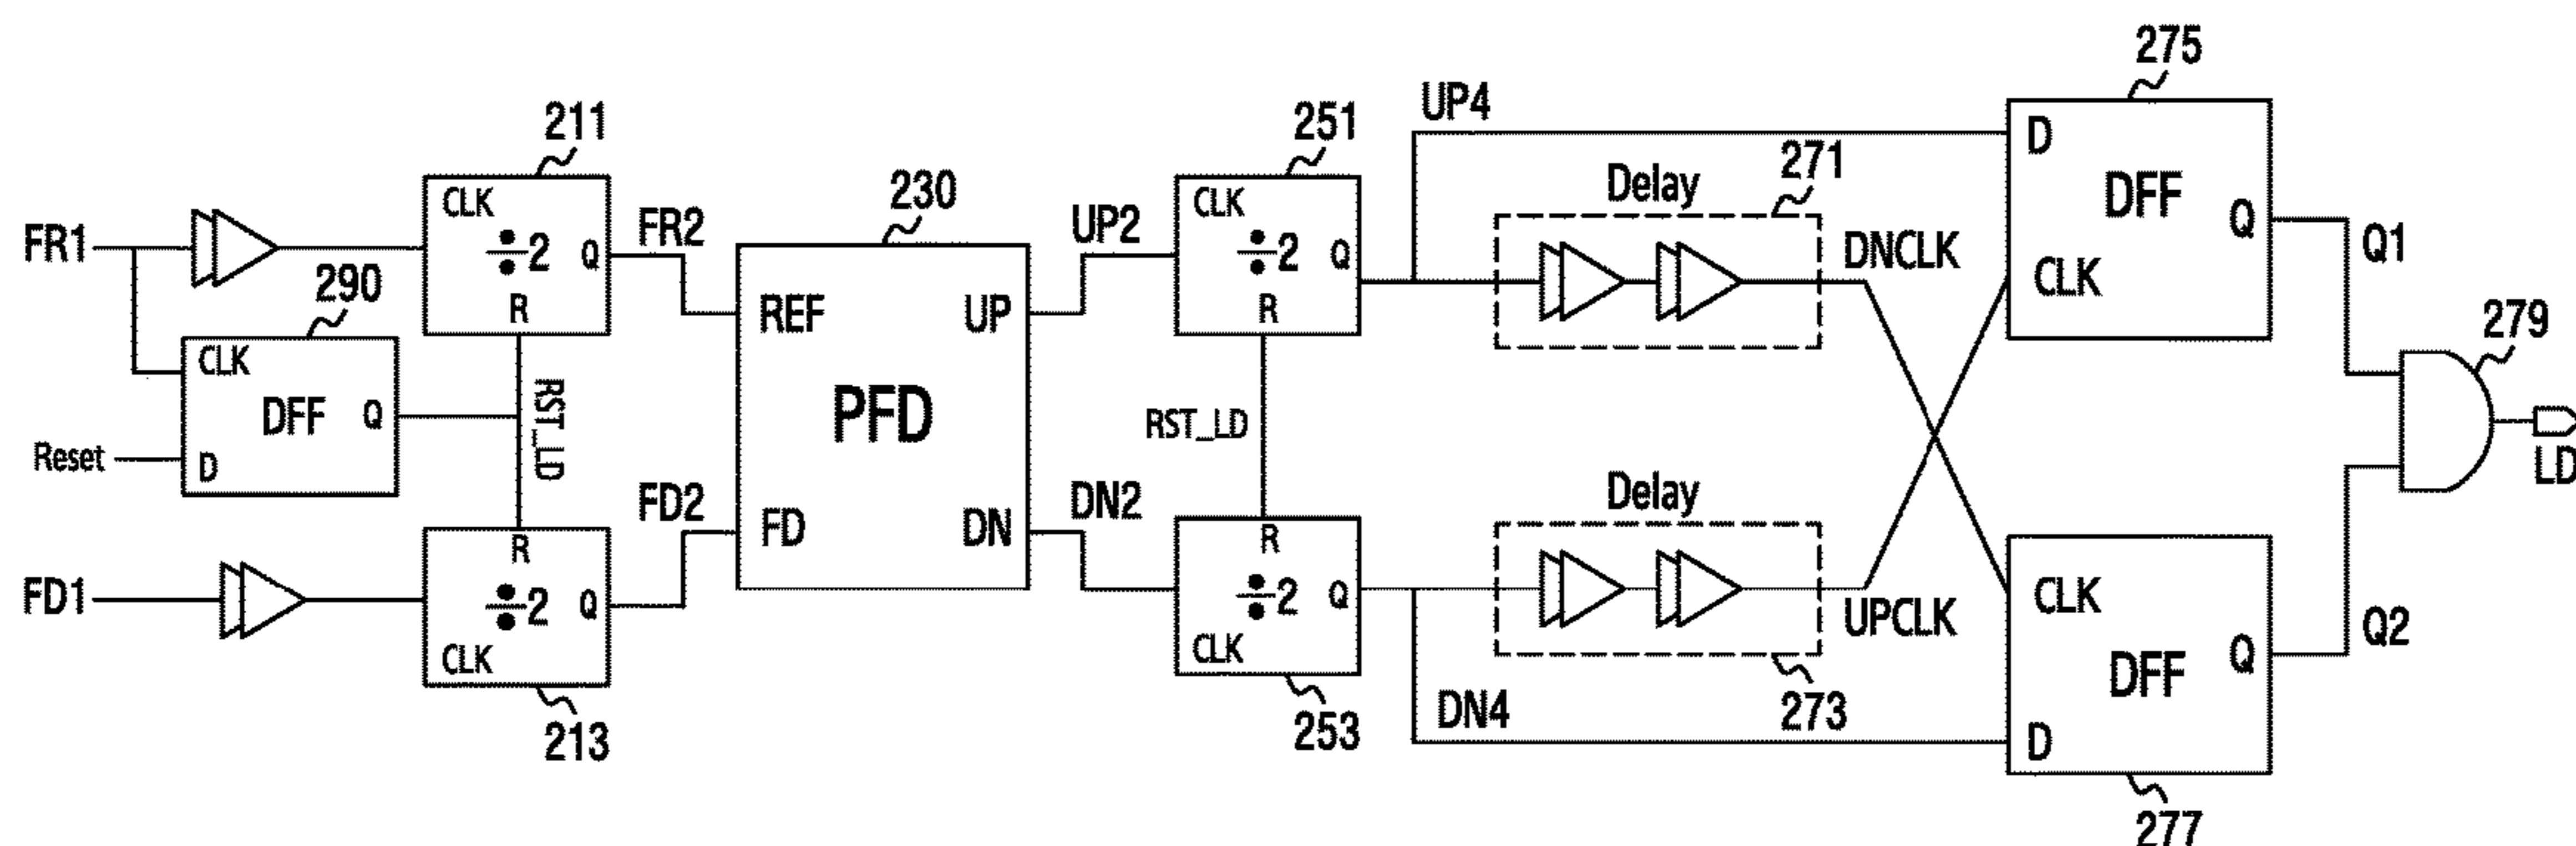 FR1
290
CLK
DFF
Q
Reset
D
FD1
211
CLK
÷2
Q
R
RST_LD
R
÷2
Q
CLK
213
FR2
FD2
230
REF
UP
PFD
FD
DN
UP2
DN2
251
CLK
÷2
Q
R
RST_LD
R
÷2
Q
CLK
253
UP4
Delay
271
DNCLK
Delay
UPCLK
273
DN4
275
D
DFF
Q
CLK
CLK
Q
DFF
D
277
Q1
Q2
279
LD